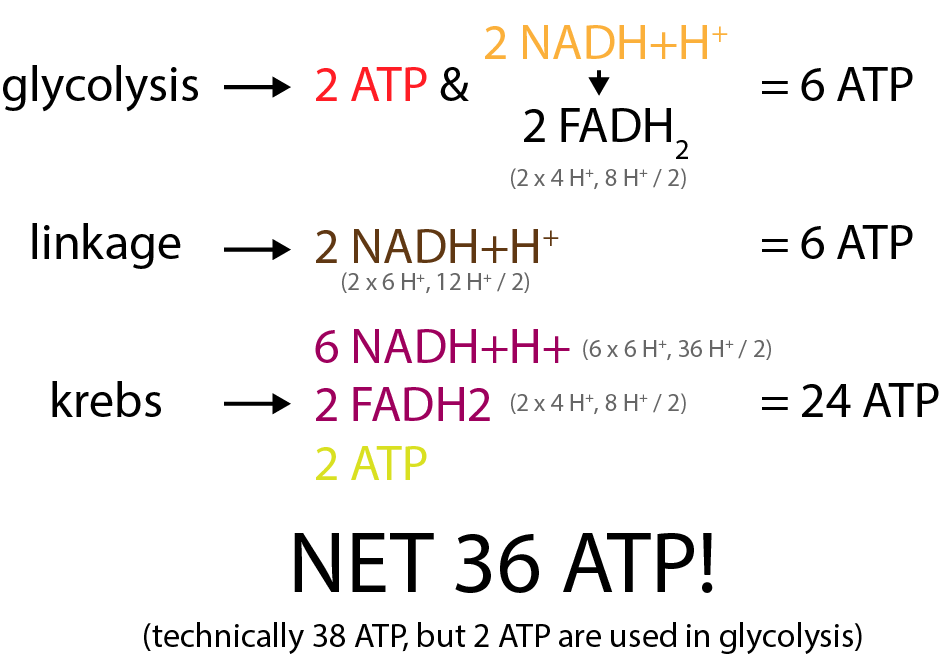 glycolysis → 2 ATP & 2 NADH+H⁺ = 6 ATP
2 FADH₂
(2 x 4 H⁺, 8 H⁺ / 2)
linkage → 2 NADH+H⁺ = 6 ATP
(2 x 6 H⁺, 12 H⁺ / 2)
6 NADH+H+ (6 x 6 H⁺, 36 H⁺ / 2)
krebs → 2 FADH2 (2 x 4 H⁺, 8 H⁺ / 2) = 24 ATP
2 ATP
NET 36 ATP!
(technically 38 ATP, but 2 ATP are used in glycolysis)